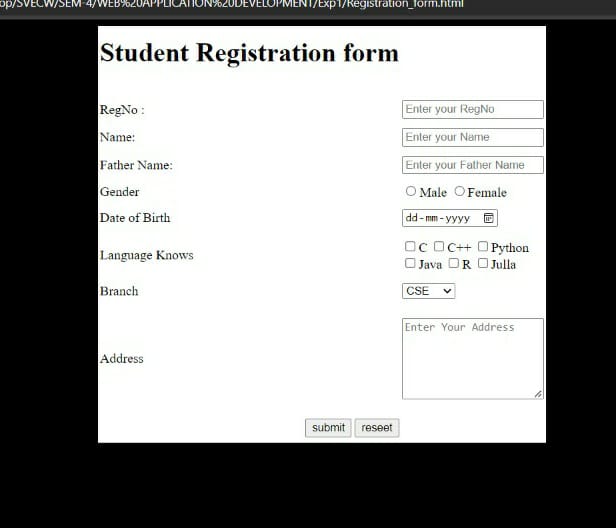 op/SVECW/SEM-4/WEB%20APPLICATION%20DEVELOPMENT/Exp1/Registration_form.html
Student Registration form
RegNo : Enter your RegNo
Name: Enter your Name
Father Name: Enter your Father Name
Gender Male Female
Date of Birth dd-mm-yyyy
Language Knows C C++ Python
Java R Julla
Branch CSE
Enter Your Address
Address
submit reseet